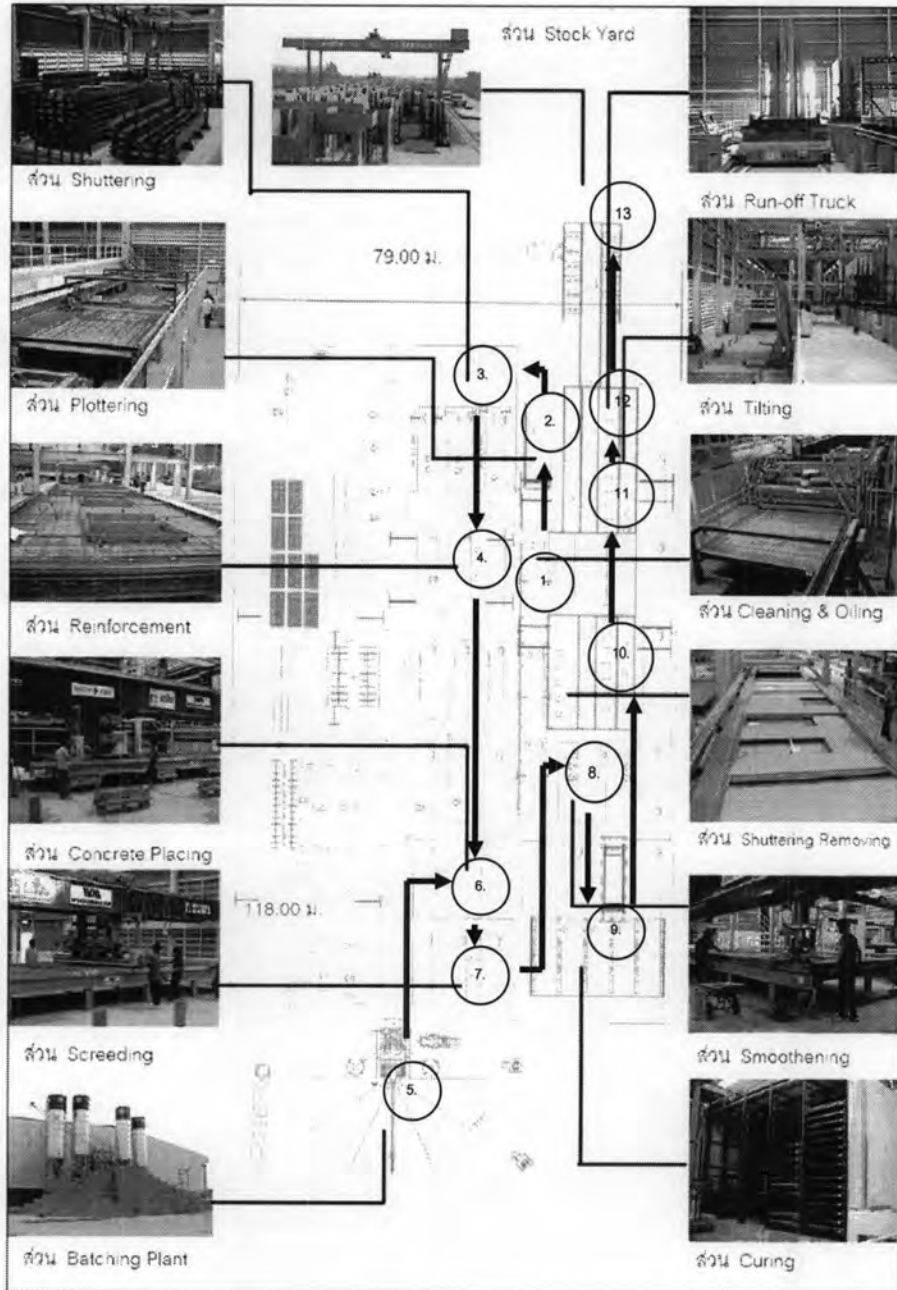 ส่วน Stock Yard
ส่วน Shuttering
ส่วน Run-off Truck
13
79.00 ม.
3.
2.
12
ส่วน Plottering
ส่วน Tilting
11
4.
1.
ส่วน Reinforcement
ส่วน Cleaning & Oiling
10.
8.
ส่วน Concrete Placing
ส่วน Shuttering Removing
6.
118.00 ม.
9.
7.
ส่วน Screeding
ส่วน Smoothening
5.
ส่วน Batching Plant
ส่วน Curing